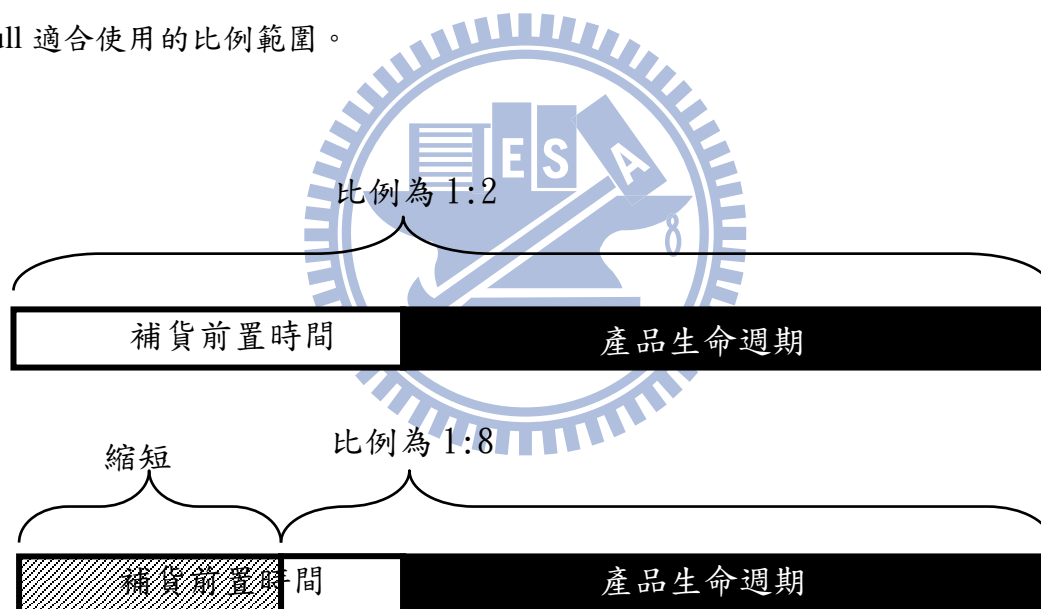 ull 適合使用的比例範圍。
E S A
8
比例為 1:2
補貨前置時間
產品生命週期
縮短
比例為 1:8
補貨前置時間
產品生命週期